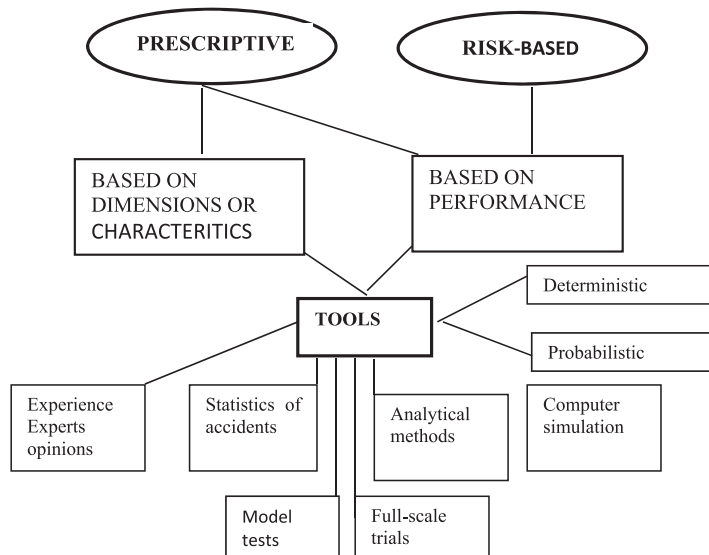 PRESCRIPTIVE
RISK-BASED
BASED ON
DIMENSIONS OR
CHARACTERITICS
BASED ON
PERFORMANCE
Deterministic
TOOLS
Probabilistic
Experience
Experts
opinions
Statistics of
accidents
Analytical
methods
Computer
simulation
Model
tests
Full-scale
trials